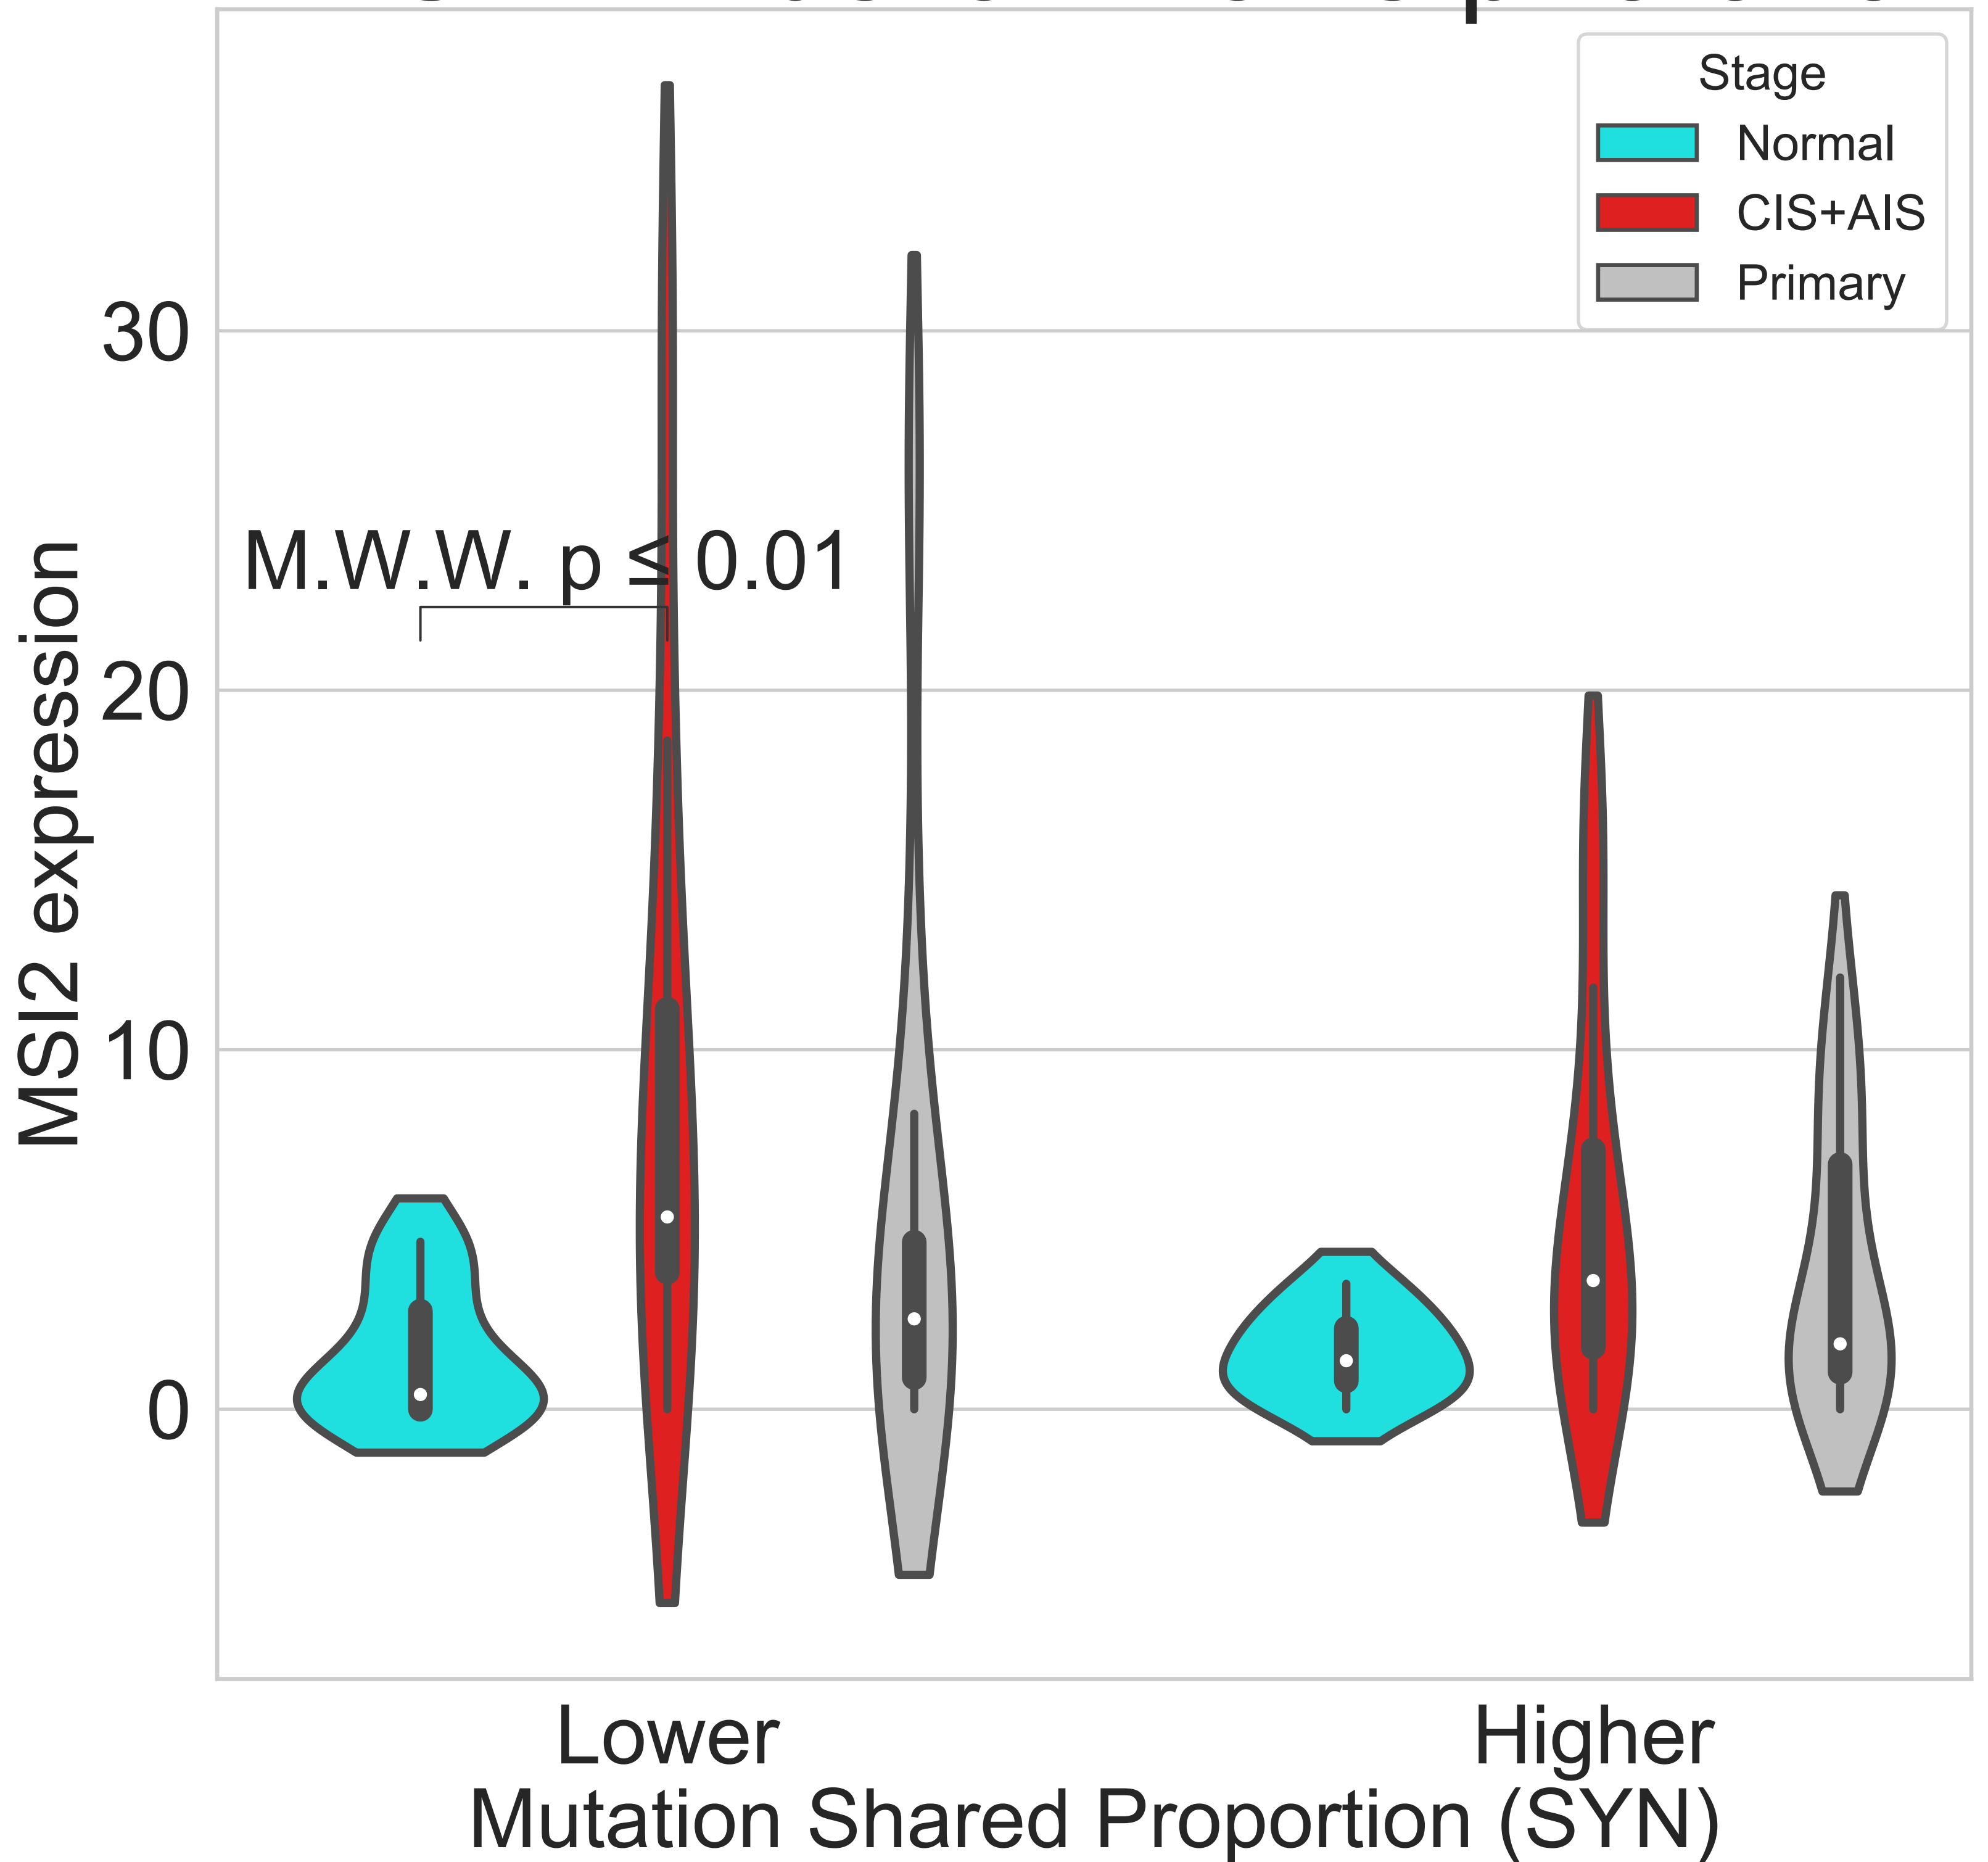 Stage
Normal
CIS+AIS
Primary
30
M.W.W. p ≤ 0.01
20
10
0
MSI2 expression
Lower
Higher
Mutation Shared Proportion (SYN)